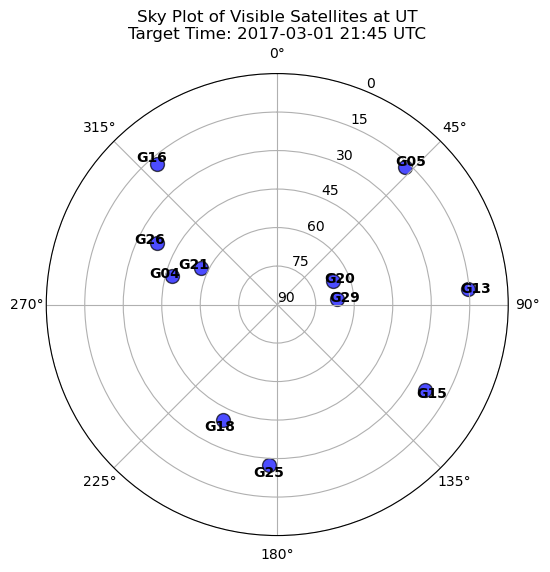 Sky Plot of Visible Satellites at UT
Target Time: 2017-03-01 21:45 UTC
0°
0
15
315°
45°
30
G16
G05
45
60
G26
75
G21
G04
G20
270°
90
G29
G13
90°
G15
G18
G25
225°
135°
180°